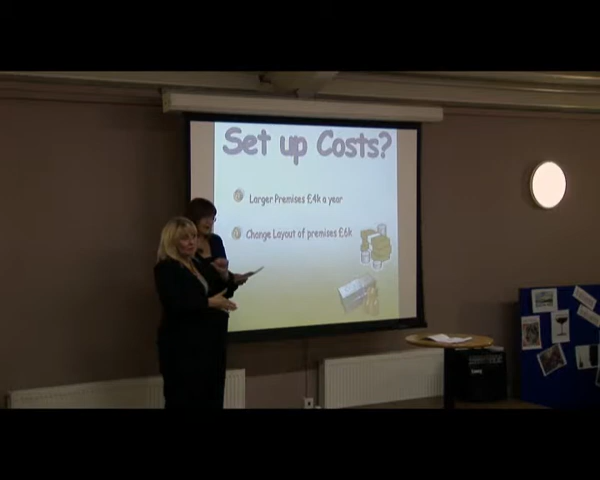 Set up Costs?
Larger Premises £4k a year
Change Layout of premises £6k